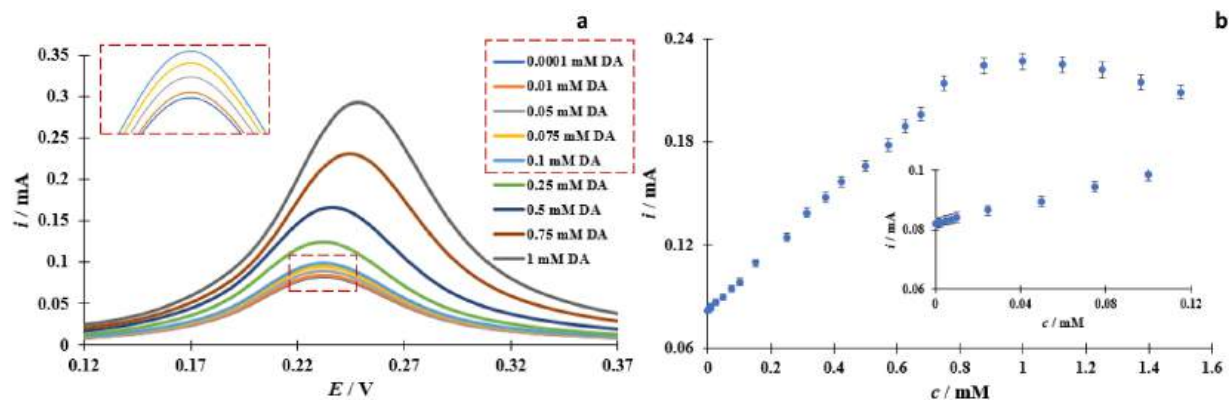 a
0.35
0.3
0.25
0.2
0.15
0.1
0.05
0
i / mA
0.12
0.17
0.22
0.27
0.32
0.37
E / V
0.0001 mM DA
0.01 mM DA
0.05 mM DA
0.075 mM DA
0.1 mM DA
0.25 mM DA
0.5 mM DA
0.75 mM DA
1 mM DA
b
0.24
0.18
0.12
0.06
i / mA
0
0.2
0.4
0.6
0.8
1
1.2
1.4
1.6
c / mM
0.1
0.08
0.06
i / mA
0
0.04
0.08
0.12
c / mM